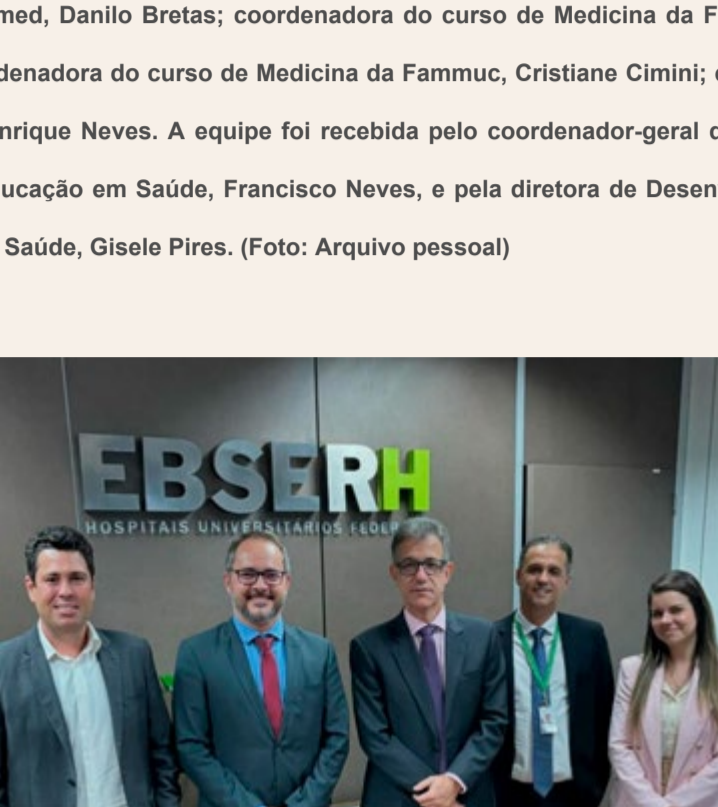 med, Danilo Bretas; coordenadora do curso de Medicina da F
denadora do curso de Medicina da Fammuc, Cristiane Cimini;
nrique Neves. A equipe foi recebida pelo coordenador-geral
ucação em Saúde, Francisco Neves, e pela diretora de Desen
Saúde, Gisele Pires. (Foto: Arquivo pessoal)
EBSERH
HOSPITAIS UNIVERSITÁRIOS FEDER